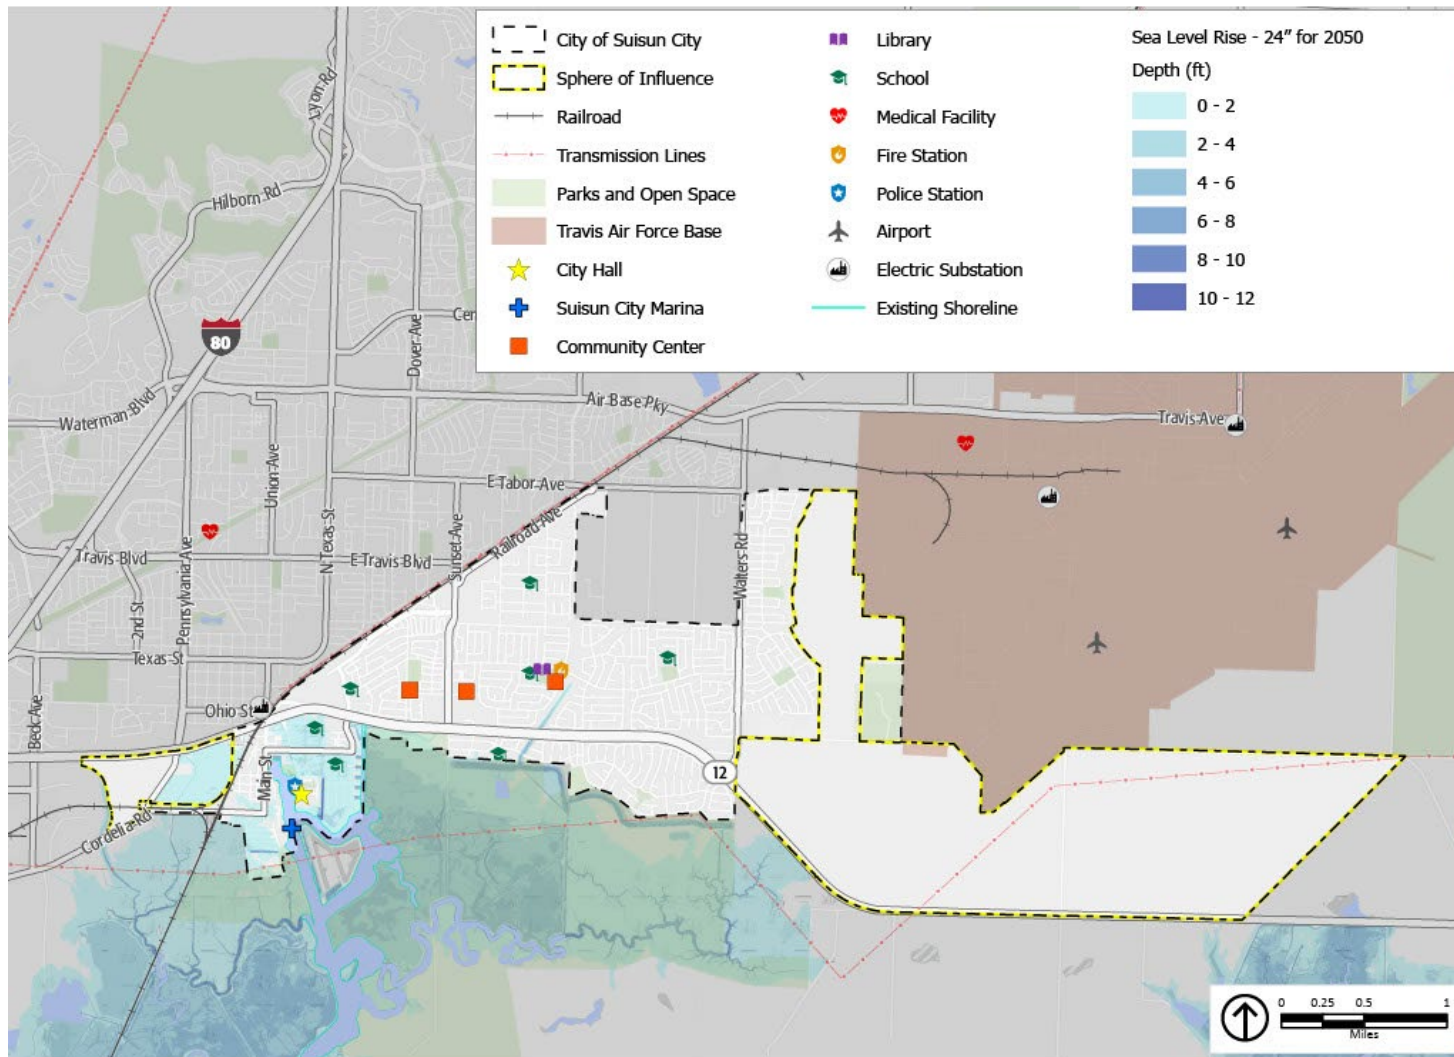 City of Suisun City
Sphere of Influence
Railroad
Transmission Lines
Parks and Open Space
Travis Air Force Base
City Hall
Suisun City Marina
Community Center
Library
School
Medical Facility
Fire Station
Police Station
Airport
Electric Substation
Existing Shoreline
Sea Level Rise - 24" for 2050
Depth (ft)
0 - 2
2 - 4
4 - 6
6 - 8
8 - 10
10 - 12
Lyon Rd
Hilborn Rd
80
Dover Ave
Cen
Waterman Blvd
Air Base Pky
Travis Ave
Union Ave
E Tabor Ave
N Texas St
Sunset Ave
Railroad Ave
Travis Blvd
E Travis Blvd
Walters Rd
Pennsylvania Ave
2nd St
Texas St
Beck Ave
Ohio St
Main St
12
Cordelia Rd
0 0.25 0.5 1
Miles